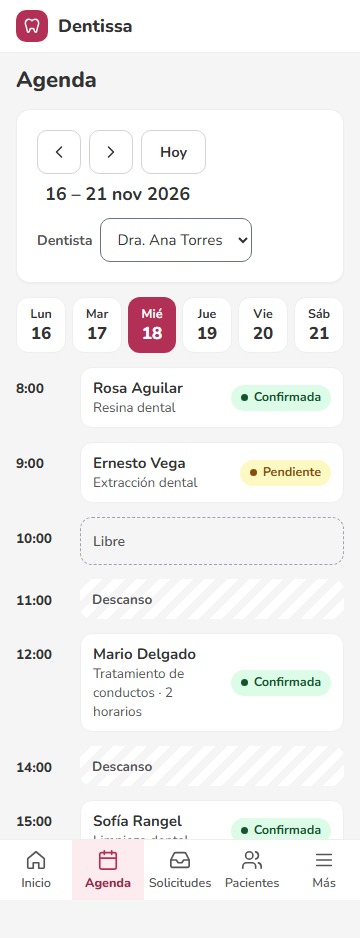 Dentissa
Agenda
Hoy
16 – 21 nov 2026
Dentista
Dra. Ana Torres
Lun
16
Mar
17
Mié
18
Jue
19
Vie
20
Sáb
21
8:00
Rosa Aguilar
Resina dental
Confirmada
9:00
Ernesto Vega
Extracción dental
Pendiente
10:00
Libre
11:00
Descanso
12:00
Mario Delgado
Tratamiento de
conductos · 2
horarios
Confirmada
14:00
Descanso
15:00
Sofía Rangel
Limpieza dental
Confirmada
Inicio
Agenda
Solicitudes
Pacientes
Más